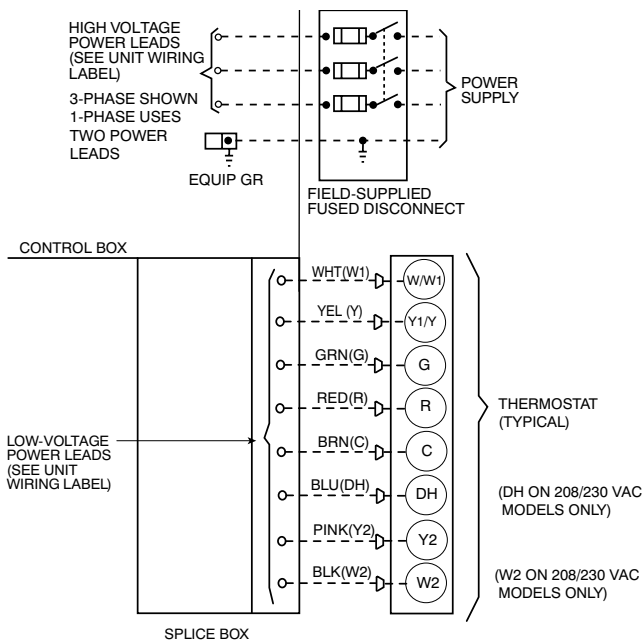 HIGH VOLTAGE
POWER LEADS
(SEE UNIT WIRING
LABEL)
3-PHASE SHOWN
1-PHASE USES
TWO POWER
LEADS
POWER
SUPPLY
EQUIP GR
FIELD-SUPPLIED
FUSED DISCONNECT
CONTROL BOX
WHT(W1)
W/W1
YEL (Y)
Y1/Y
GRN(G)
G
RED(R)
R
BRN(C)
C
BLU(DH)
DH
PINK(Y2)
Y2
BLK(W2)
W2
LOW-VOLTAGE
POWER LEADS
(SEE UNIT
WIRING LABEL)
THERMOSTAT
(TYPICAL)
(DH ON 208/230 VAC
MODELS ONLY)
(W2 ON 208/230 VAC
MODELS ONLY)
SPLICE BOX